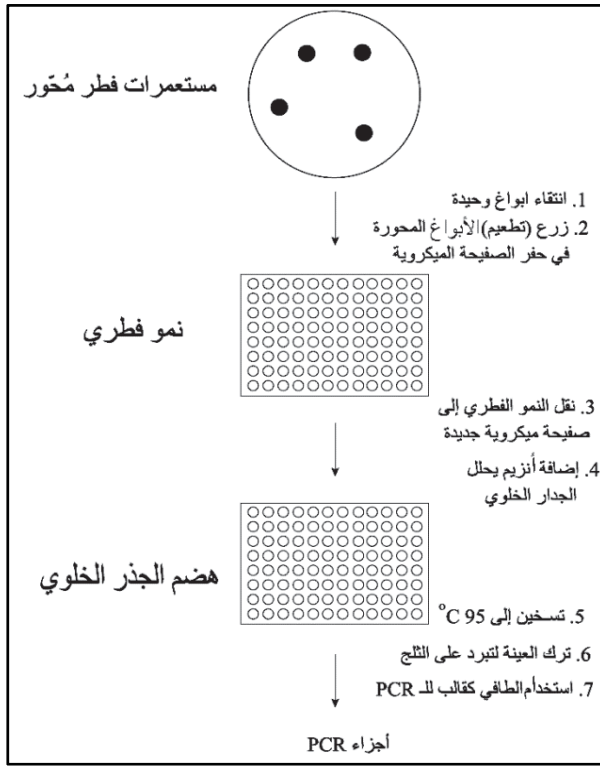 مستعمرات فطر مُحّور
1. انتقاء ابواغ وحيدة
2. زرع (تطعيم)الأبواغ المحورة
في حفر الصفيحة الميكروية
نمو فطري
3. نقل النمو الفطري إلى
صفيحة ميكروية جديدة
4. إضافة أنزيم يحلل
الجدار الخلوي
هضم الجذر الخلوي
5. تسخين إلى 95 °C
6. ترك العينة لتبرد على الثلج
7. استخدأم الطافي كقالب للـ PCR
أجزاء PCR